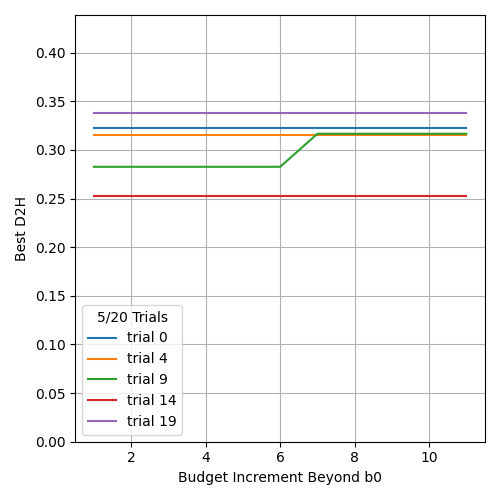 0.40
0.35
0.30
0.25
0.20
0.15
0.10
0.05
0.00
Best D2H
5/20 Trials
trial 0
trial 4
trial 9
trial 14
trial 19
2 4 6 8 10
Budget Increment Beyond b0